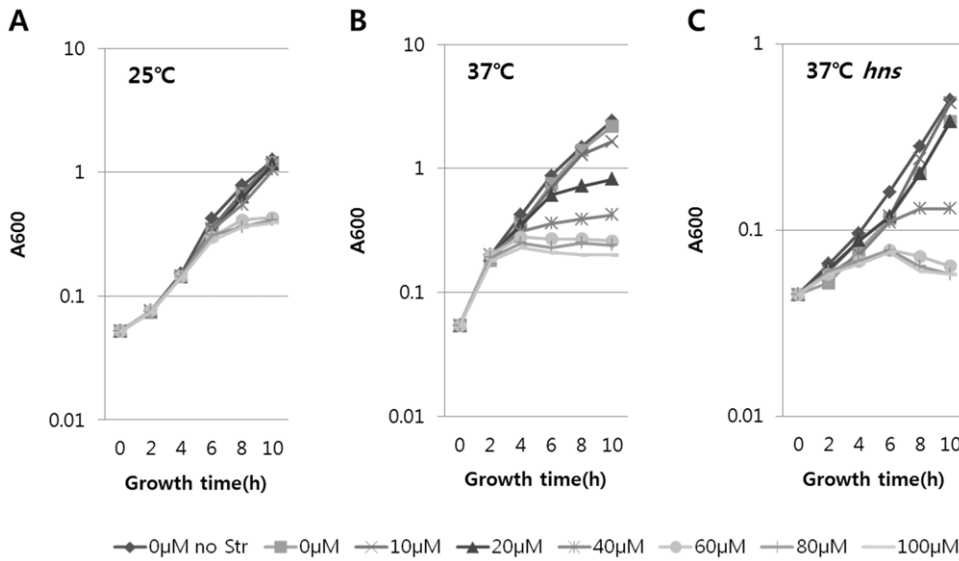 A
B
C
25℃
37℃
37℃ hns
10
1
0.1
0.01
A600
0 2 4 6 8 10
Growth time(h)
10
1
0.1
0.01
A600
0 2 4 6 8 10
Growth time(h)
1
0.1
0.01
A600
0 2 4 6 8 10
Growth time(h)
0μM no Str 0μM 10μM 20μM 40μM 60μM 80μM 100μM